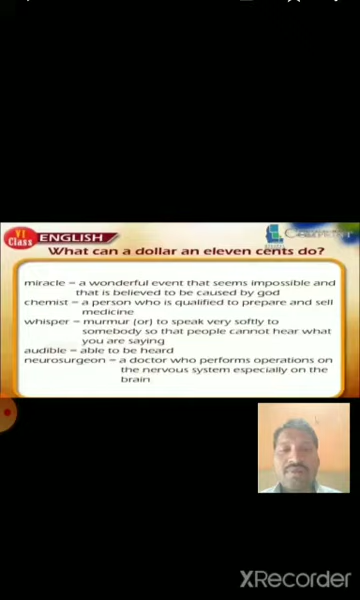 VI
Class
ENGLISH
What can a dollar an eleven cents do?
miracle = a wonderful event that seems impossible and
that is believed to be caused by god
chemist = a person who is qualified to prepare and sell
medicine
whisper = murmur (or) to speak very softly to
somebody so that people cannot hear what
you are saying
audible = able to be heard
neurosurgeon = a doctor who performs operations on
the nervous system especially on the
brain
XRecorder